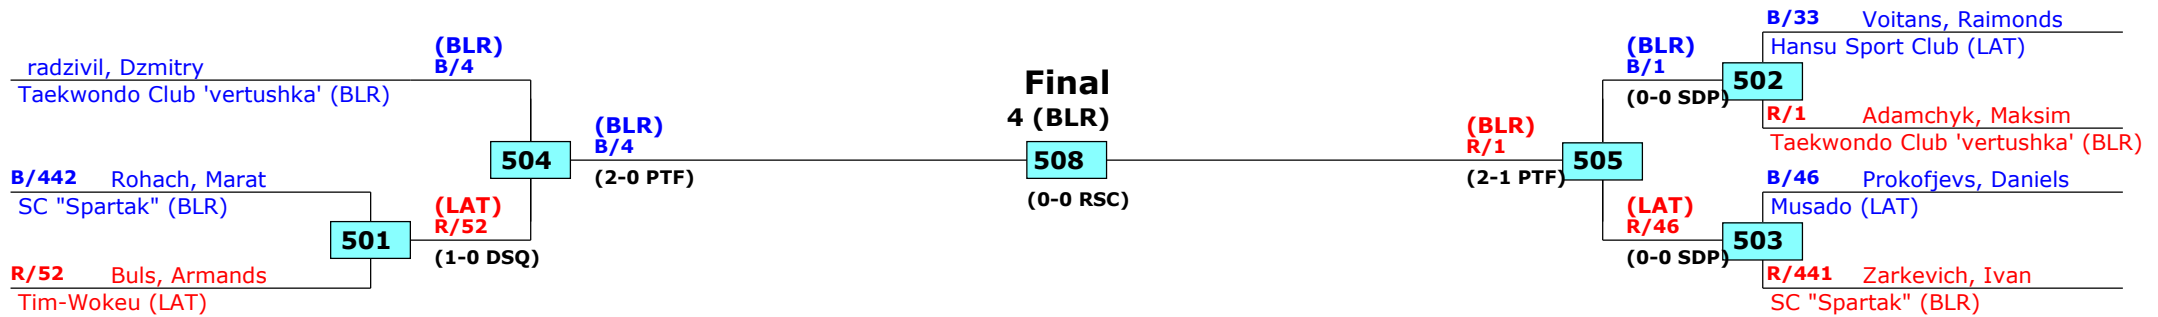 radzivil, Dzmitry
Taekwondo Club 'vertushka' (BLR)
(BLR)
B/4
B/442 Rohach, Marat
SC "Spartak" (BLR)
R/52 Buls, Armands
Tim-Wokeu (LAT)
501
(LAT)
R/52
(1-0 DSQ)
504
(BLR)
B/4
(2-0 PTF)
Final
4 (BLR)
508
(0-0 RSC)
(BLR)
R/1
(2-1 PTF)
505
(BLR)
B/1
(0-0 SDP)
502
B/33 Voitans, Raimonds
Hansu Sport Club (LAT)
R/1 Adamchyk, Maksim
Taekwondo Club 'vertushka' (BLR)
(LAT)
R/46
(0-0 SDP)
503
B/46 Prokofjevs, Daniels
Musado (LAT)
R/441 Zarkevich, Ivan
SC "Spartak" (BLR)